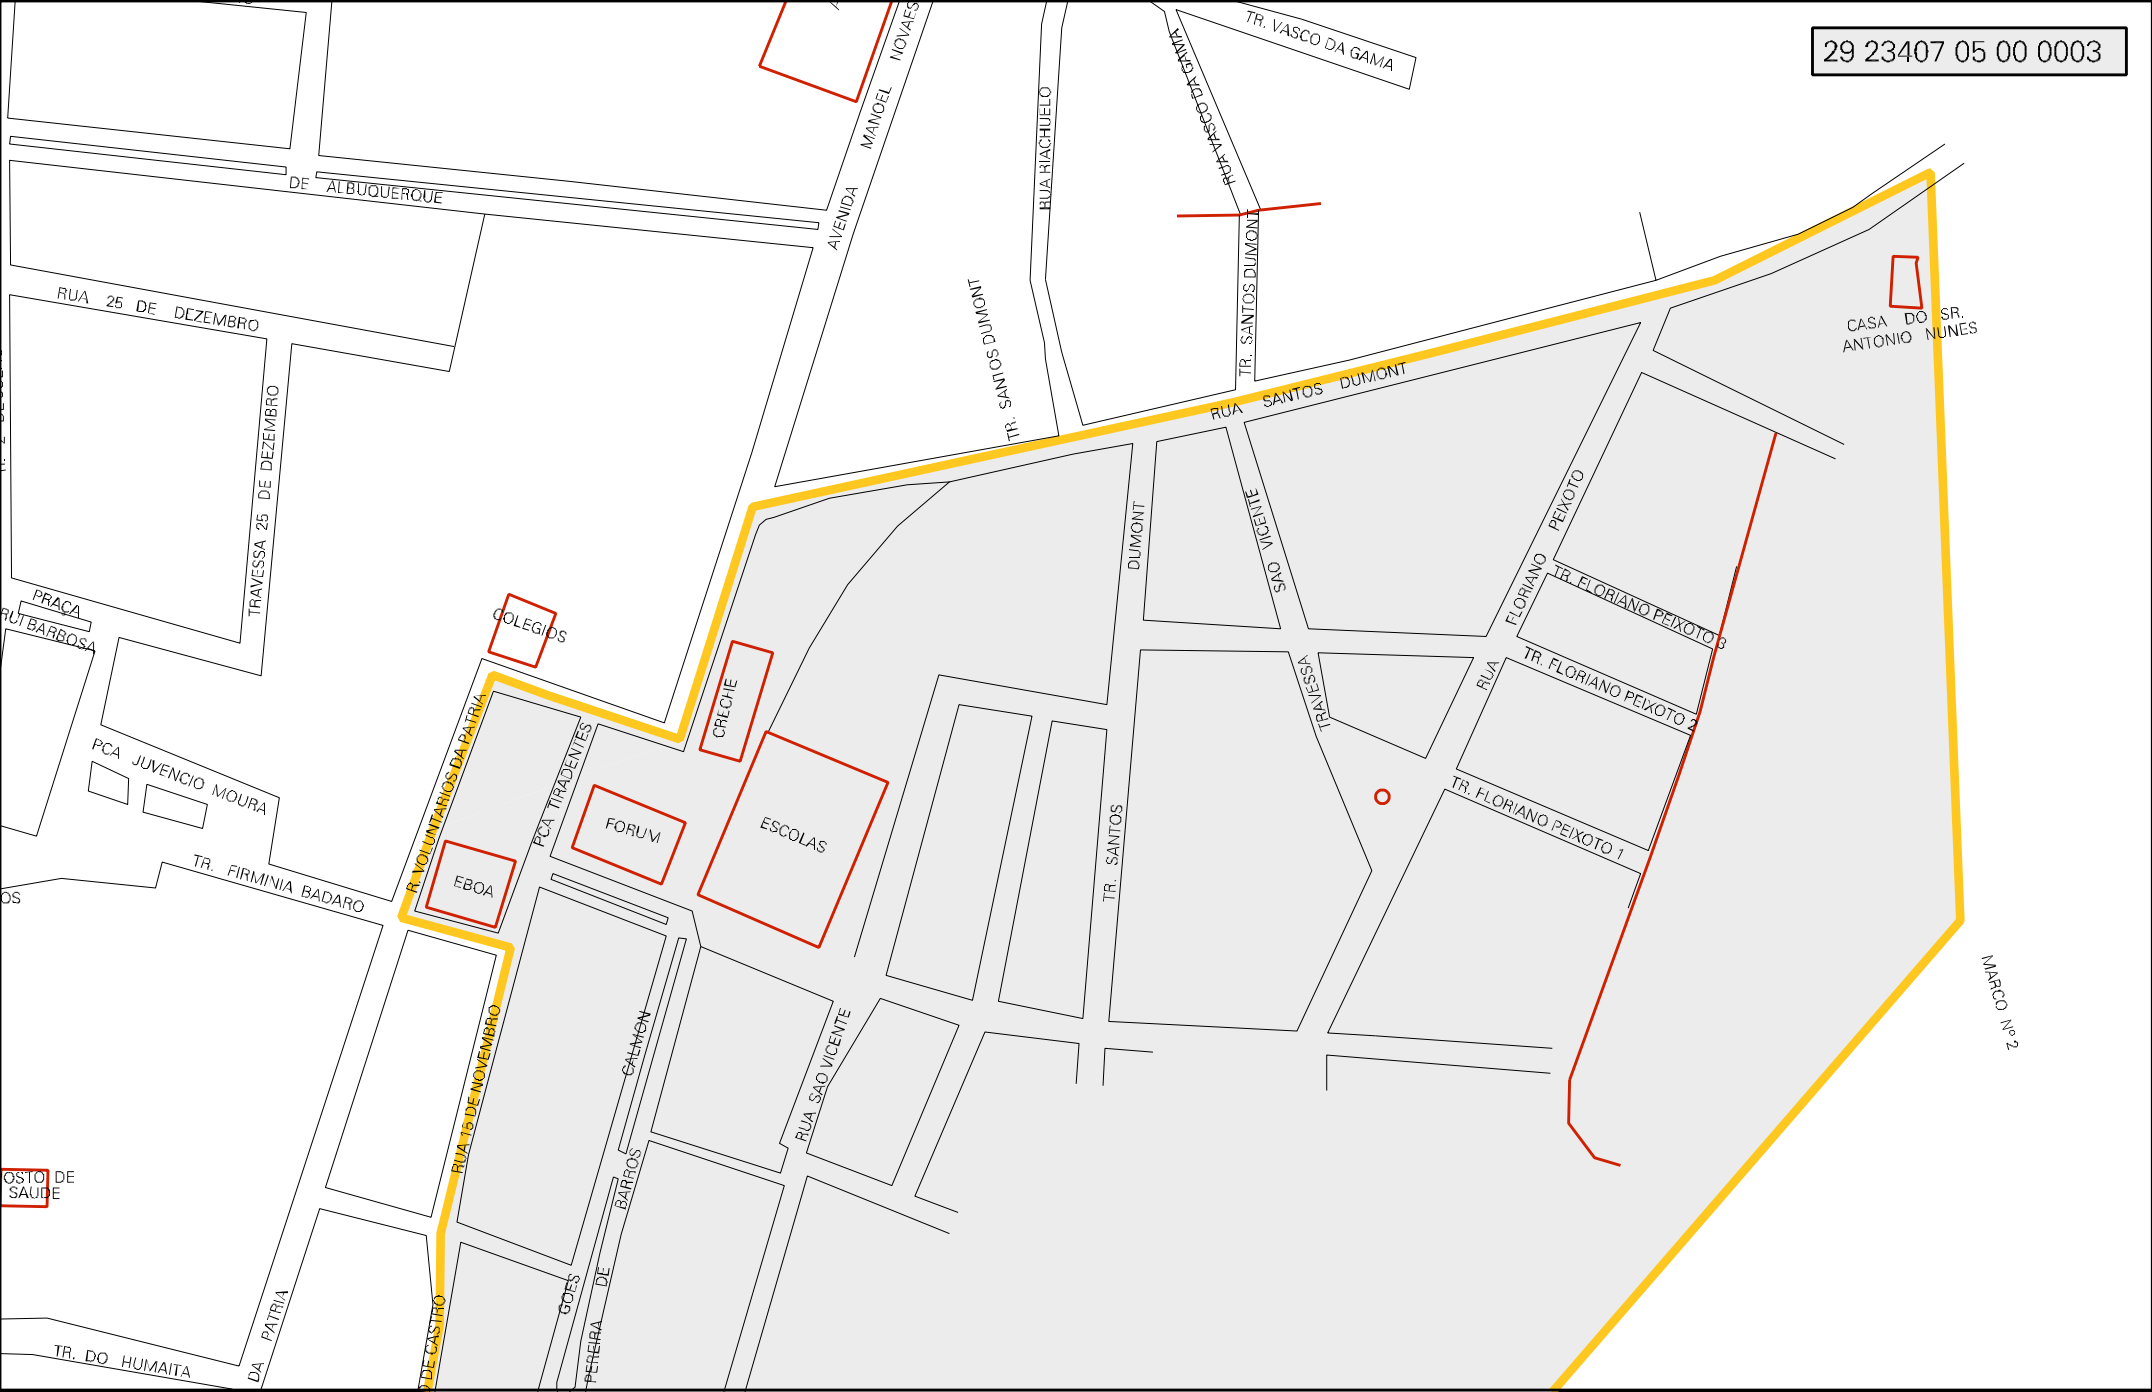 TR. VASCO DA GAMA
29 23407 05 00 0003
RUA VASCO DA GAMA
AVENIDA MANOEL NOVAES
RUA RIACHUELO
DE ALBUQUERQUE
TR. SANTOS DUMONT
TR. SANTOS DUMONT
RUA 25 DE DEZEMBRO
CASA DO SR.
ANTONIO NUNES
RUA SANTOS DUMONT
TRAVESSA 25 DE DEZEMBRO
DUMONT
SAO VICENTE
FLORIANO PEIXOTO
TR. FLORIANO PEIXOTO 3
PRAÇA
RUI BARBOSA
COLEGIOS
TR. FLORIANO PEIXOTO 2
RUA
TRAVESSA
CRECHE
R. VOLUNTARIOS DA PATRIA
PCA TIRADENTES
PCA JUVENCIO MOURA
FORUM
ESCOLAS
TR. SANTOS
TR. FLORIANO PEIXOTO 1
TR. FIRMINIA BADARO
EBOA
OS
MARCO Nº 2
RUA 15 DE NOVEMBRO
CALMON
RUA SAO VICENTE
OSTO DE
SAUDE
BARROS
GOES
DE
PEREIRA
DA PATRIA
DE CASTRO
TR. DO HUMAITA